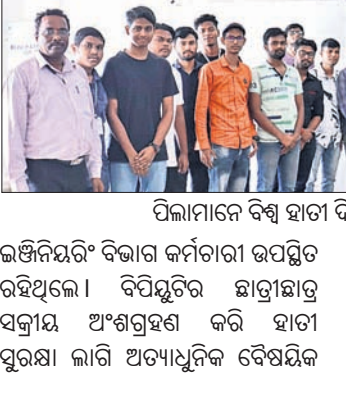 ପିଲାମାନେ ବିଶ୍ୱ ହାତୀ
ଇଞ୍ଜିନିୟରିଂ ବିଭାଗ କର୍ମଚାରୀ ଉପସ୍ଥିତ
ରହିଥିଲେ। ବିପିୟୁଟିର ଛାତ୍ରୀଛାତ୍ର
ସକ୍ରୀୟ ଅଂଶଗ୍ରହଣ କରି ହାତୀ
ସୁରକ୍ଷା ଲାଗି ଅତ୍ୟାଧୁନିକ ବୈଷୟିକ